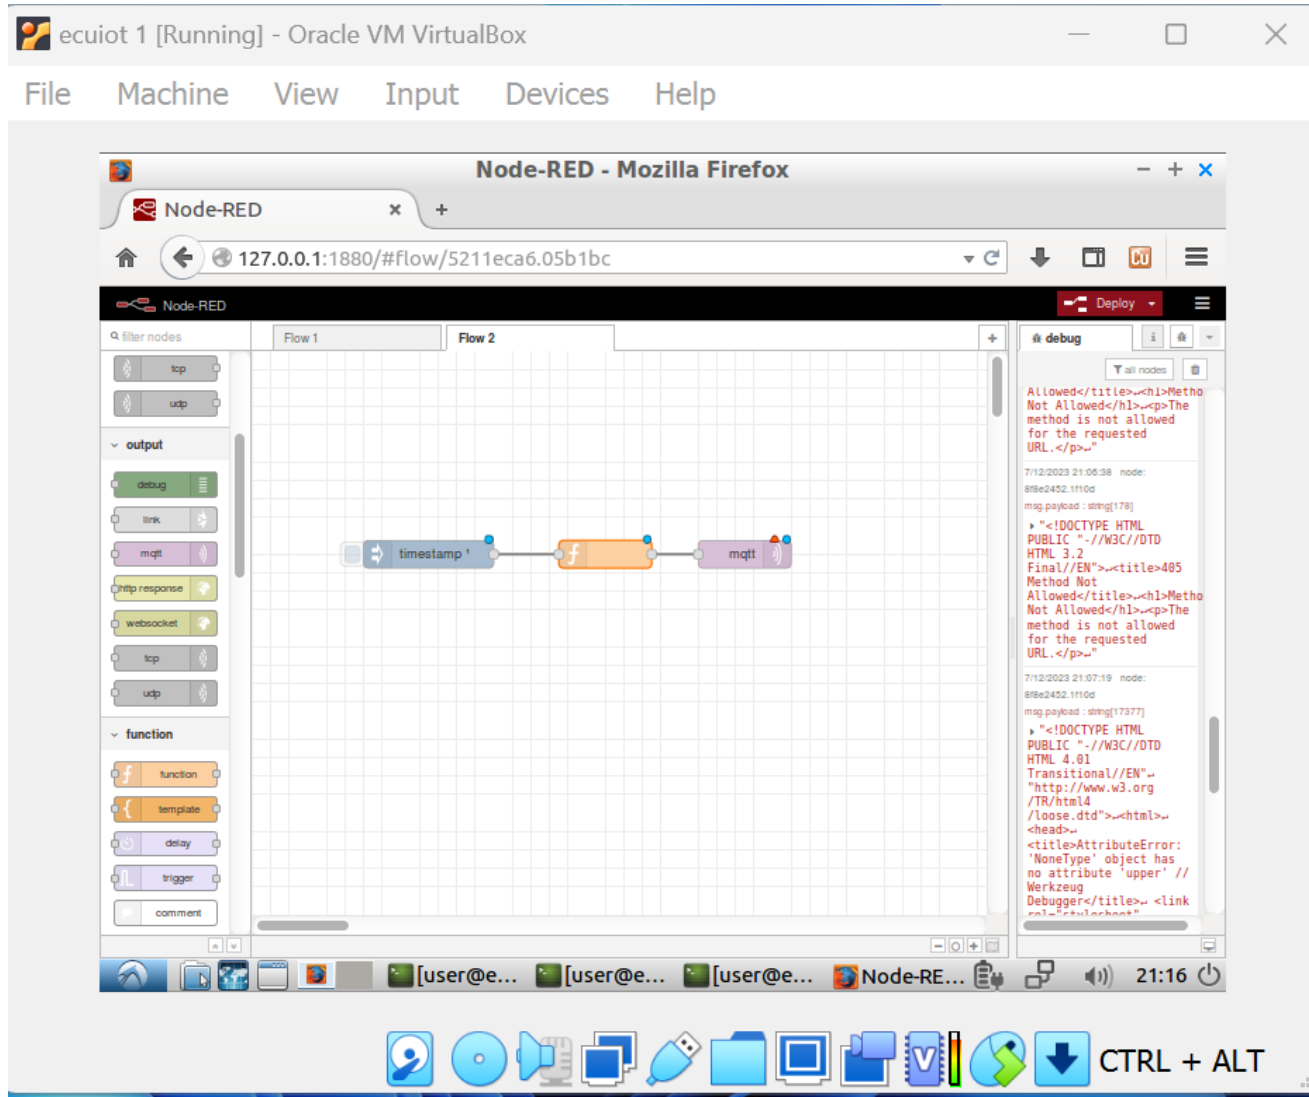 ecuiot 1 [Running] - Oracle VM VirtualBox
File Machine View Input Devices Help
Node-RED - Mozilla Firefox
Node-RED
127.0.0.1:1880/#flow/5211eca6.05b1bc
Node-RED
Deploy
filter nodes
Flow 1
Flow 2
debug
i
all nodes
tcp
udp
output
debug
link
mqtt
http response
websocket
tcp
udp
function
function
template
delay
trigger
comment
timestamp ¹
f
mqtt
Allowed</title>↵<h1>Metho
Not Allowed</h1>↵<p>The
method is not allowed
for the requested
URL.</p>↵"
7/12/2023 21:06:38 node:
8f8e2452.1f10d
msg.payload : string[178]
"<!DOCTYPE HTML
PUBLIC "-//W3C//DTD
HTML 3.2
Final//EN">↵<title>405
Method Not
Allowed</title>↵<h1>Metho
Not Allowed</h1>↵<p>The
method is not allowed
for the requested
URL.</p>↵"
7/12/2023 21:07:19 node:
8f8e2452.1f10d
msg.payload : string[17377]
"<!DOCTYPE HTML
PUBLIC "-//W3C//DTD
HTML 4.01
Transitional//EN"↵
"http://www.w3.org
/TR/html4
/loose.dtd">↵<html>↵
<head>↵
<title>AttributeError:
'NoneType' object has
no attribute 'upper' //
Werkzeug
Debugger</title>↵ <link
rel="stylesheet"
[user@e...
[user@e...
[user@e...
Node-RE...
21:16
CTRL + ALT